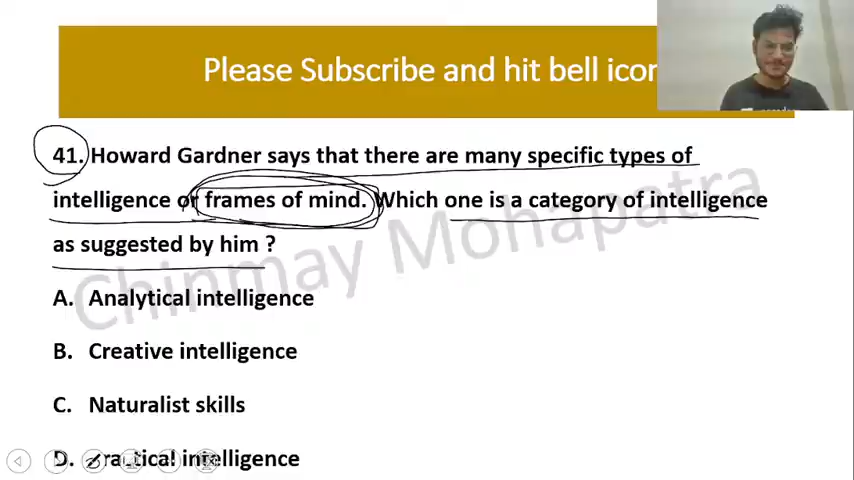 Please Subscribe and hit bell icon
41. Howard Gardner says that there are many specific types of
intelligence or frames of mind. Which one is a category of intelligence
as suggested by him ?
Chinmay Mohapatra
A. Analytical intelligence
B. Creative intelligence
C. Naturalist skills
D. Practical intelligence